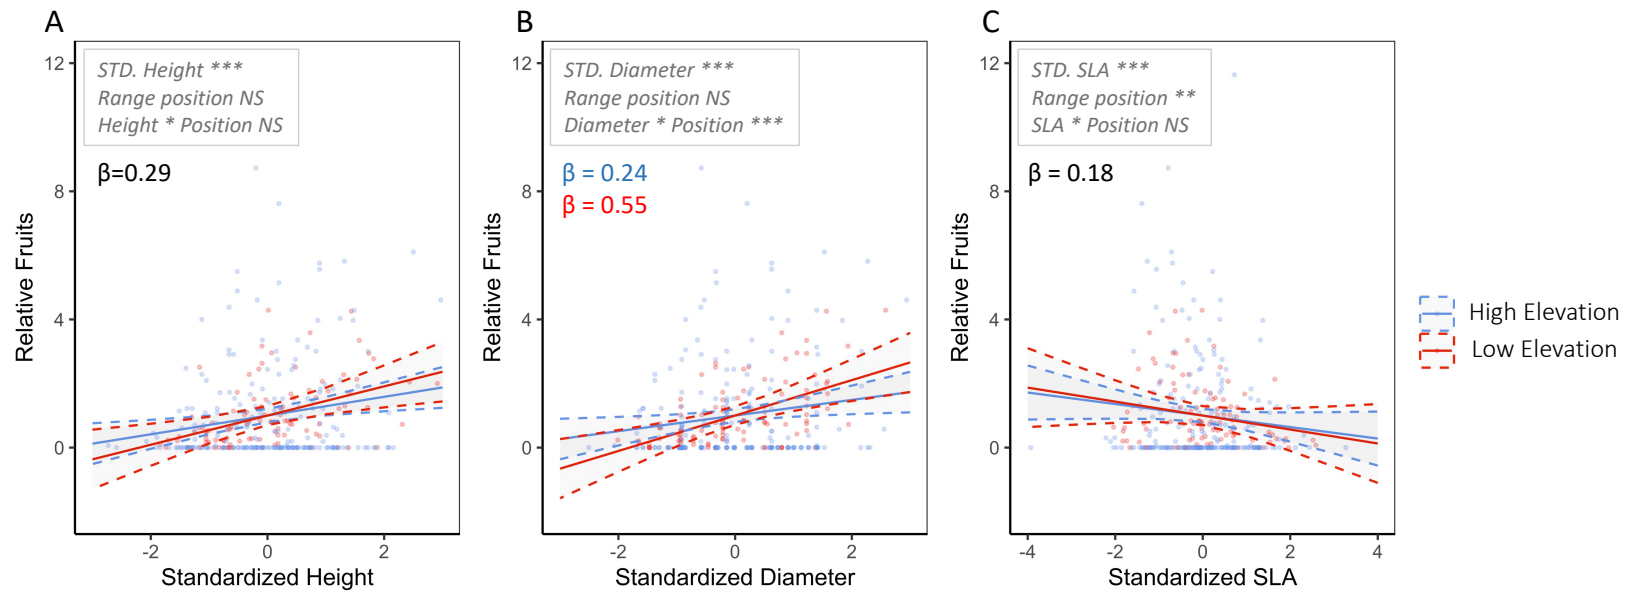 A
STD. Height ***
Range position NS
Height * Position NS
β=0.29
12
8
4
0
Relative Fruits
-2
0
2
Standardized Height
B
STD. Diameter ***
Range position NS
Diameter * Position ***
β = 0.24
β = 0.55
12
8
4
0
Relative Fruits
-2
0
2
Standardized Diameter
C
STD. SLA ***
Range position **
SLA * Position NS
β = 0.18
12
8
4
0
Relative Fruits
-4
-2
0
2
4
Standardized SLA
High Elevation
Low Elevation